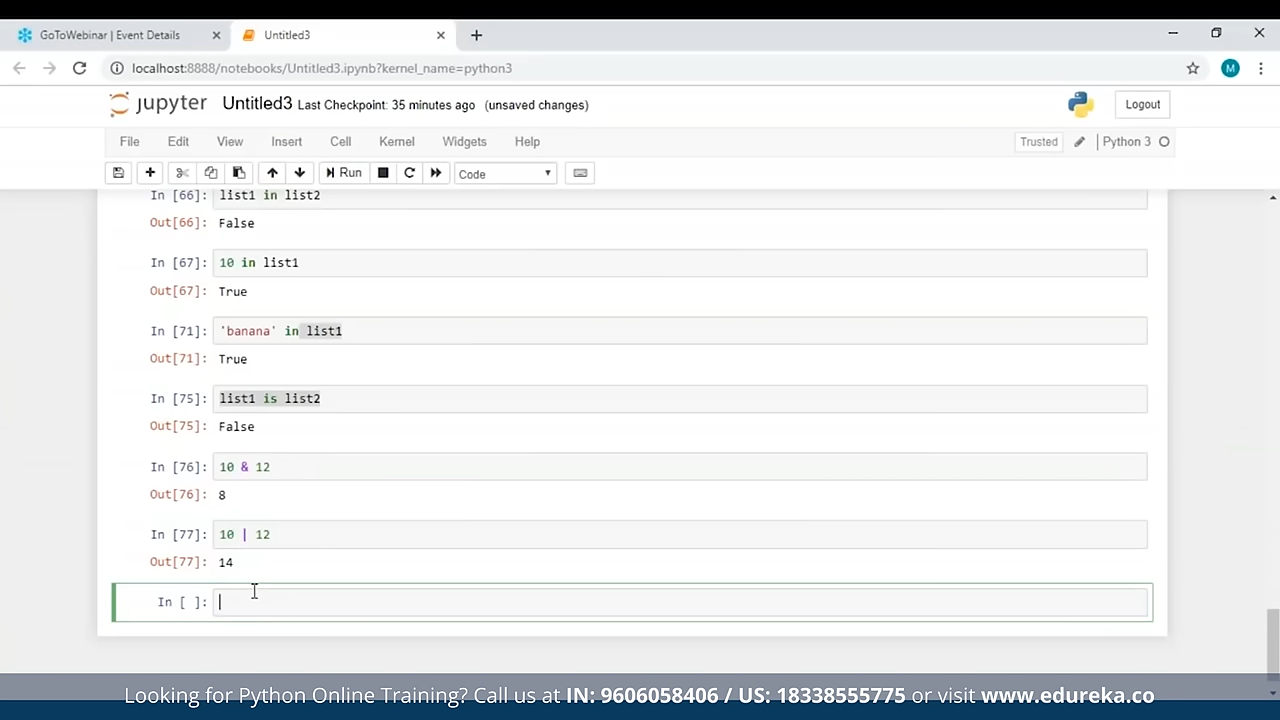 GoToWebinar | Event Details
Untitled3
localhost:8888/notebooks/Untitled3.ipynb?kernel_name=python3
M
jupyter Untitled3 Last Checkpoint: 35 minutes ago (unsaved changes)
Logout
File Edit View Insert Cell Kernel Widgets Help
Trusted
Python 3
Run
Code
In [66]: list1 in list2
Out[66]: False
In [67]: 10 in list1
Out[67]: True
In [71]: 'banana' in list1
Out[71]: True
In [75]: list1 is list2
Out[75]: False
In [76]: 10 & 12
Out[76]: 8
In [77]: 10 | 12
Out[77]: 14
In [ ]:
Looking for Python Online Training? Call us at IN: 9606058406 / US: 18338555775 or visit www.edureka.co